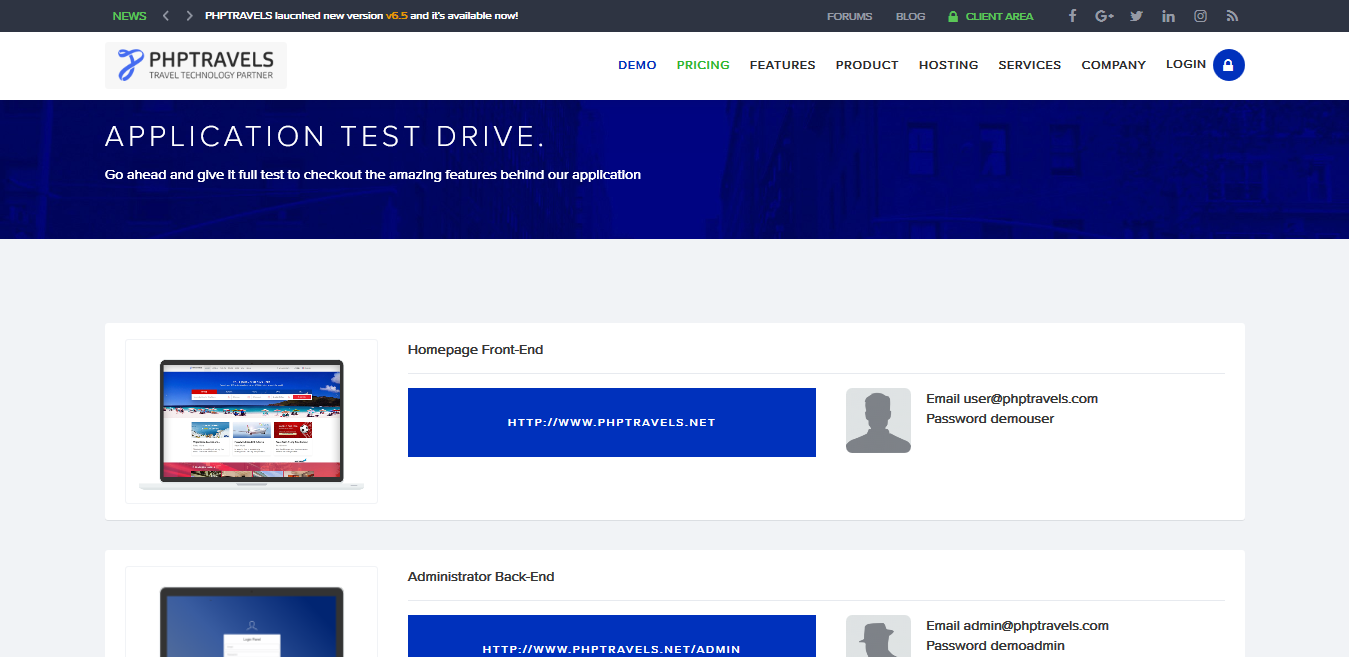 NEWS PHPTRAVELS laucnhed new version v6.5 and it's available now! FORUMS BLOG CLIENT AREA
PHPTRAVELS
TRAVEL TECHNOLOGY PARTNER
DEMO PRICING FEATURES PRODUCT HOSTING SERVICES COMPANY LOGIN
APPLICATION TEST DRIVE.
Go ahead and give it full test to checkout the amazing features behind our application
Homepage Front-End
HTTP://WWW.PHPTRAVELS.NET
Email user@phptravels.com
Password demouser
Administrator Back-End
HTTP://WWW.PHPTRAVELS.NET/ADMIN
Email admin@phptravels.com
Password demoadmin